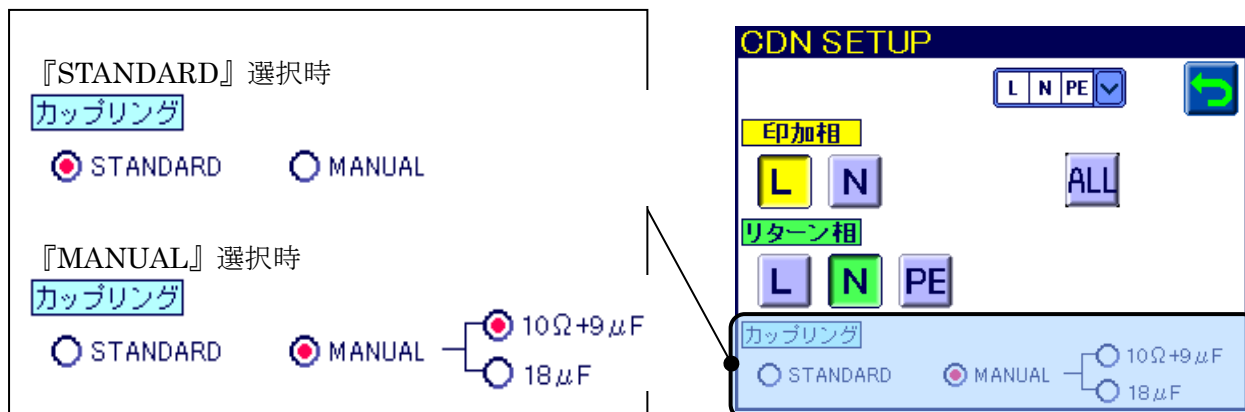 『STANDARD』選択時
カップリング
STANDARD MANUAL
『MANUAL』選択時
カップリング
STANDARD MANUAL 10Ω+9μF
18μF
CDN SETUP
L N PE
印加相
L N ALL
リターン相
L N PE
カップリング
STANDARD MANUAL 10Ω+9μF
18μF